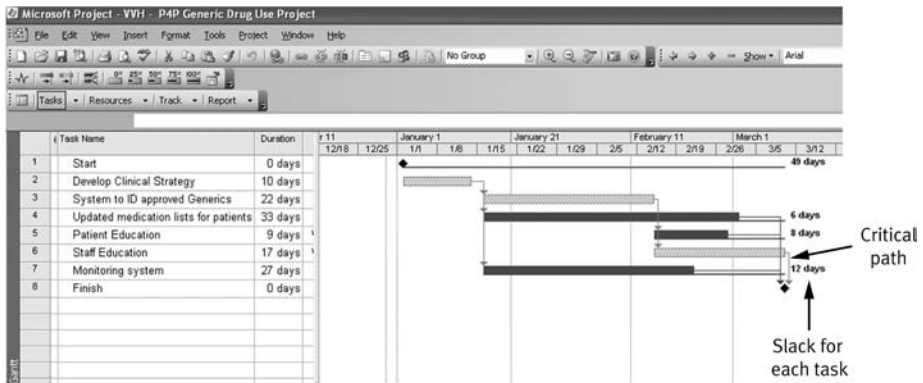 Microsoft Project - VVH - P4P Generic Drug Use Project
File Edit View Insert Format Tools Project Window Help
No Group Show Arial
0% 25% 50% 75% 100%
Tasks Resources Track Report
Task Name Duration r 11 January 1 January 21 February 11 March 1
12/18 12/25 1/1 1/8 1/15 1/22 1/29 2/5 2/12 2/19 2/26 3/5 3/12
1 Start 0 days 49 days
2 Develop Clinical Strategy 10 days
3 System to ID approved Generics 22 days
4 Updated medication lists for patients 33 days 6 days
5 Patient Education 9 days 8 days
6 Staff Education 17 days
7 Monitoring system 27 days 12 days
8 Finish 0 days
Critical
path
Slack for
each task
Gantt